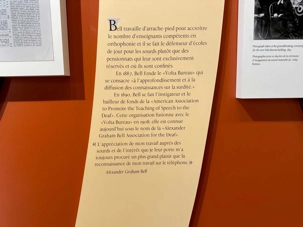 Bell travaille d'arrache-pied pour accroître
le nombre d'enseignants compétents en
orthophonie et il se fait le défenseur d'écoles
de jour pour les sourds plutôt que des
pensionnats qui leur sont exclusivement
réservés et où ils sont confinés.
En 1887, Bell fonde le «Volta Bureau» qui
se consacre «à l'approfondissement et à la
diffusion des connaissances sur la surdité.»
En 1890, Bell se fait l'instigateur et le
bailleur de fonds de la «American Association
to Promote the Teaching of Speech to the
Deaf». Cette organisation fusionne avec le
«Volta Bureau» en 1908; elle est connue
aujourd'hui sous le nom de la «Alexander
Graham Bell Association for the Deaf».
L'appréciation de mon travail auprès des
sourds et de l'intérêt que je leur porte m'a
toujours procuré un plus grand plaisir que la
reconnaissance de mon travail sur le téléphone.
Alexander Graham Bell